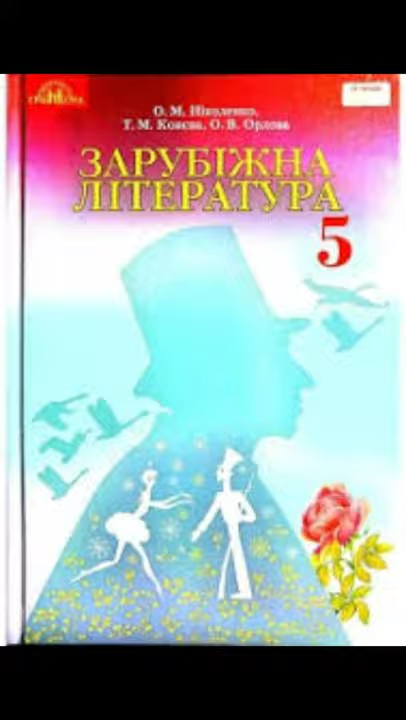 О. М. Ніколенко,
Т. М. Конєва, О. В. Орлова
ЗАРУБІЖНА
ЛІТЕРАТУРА
5